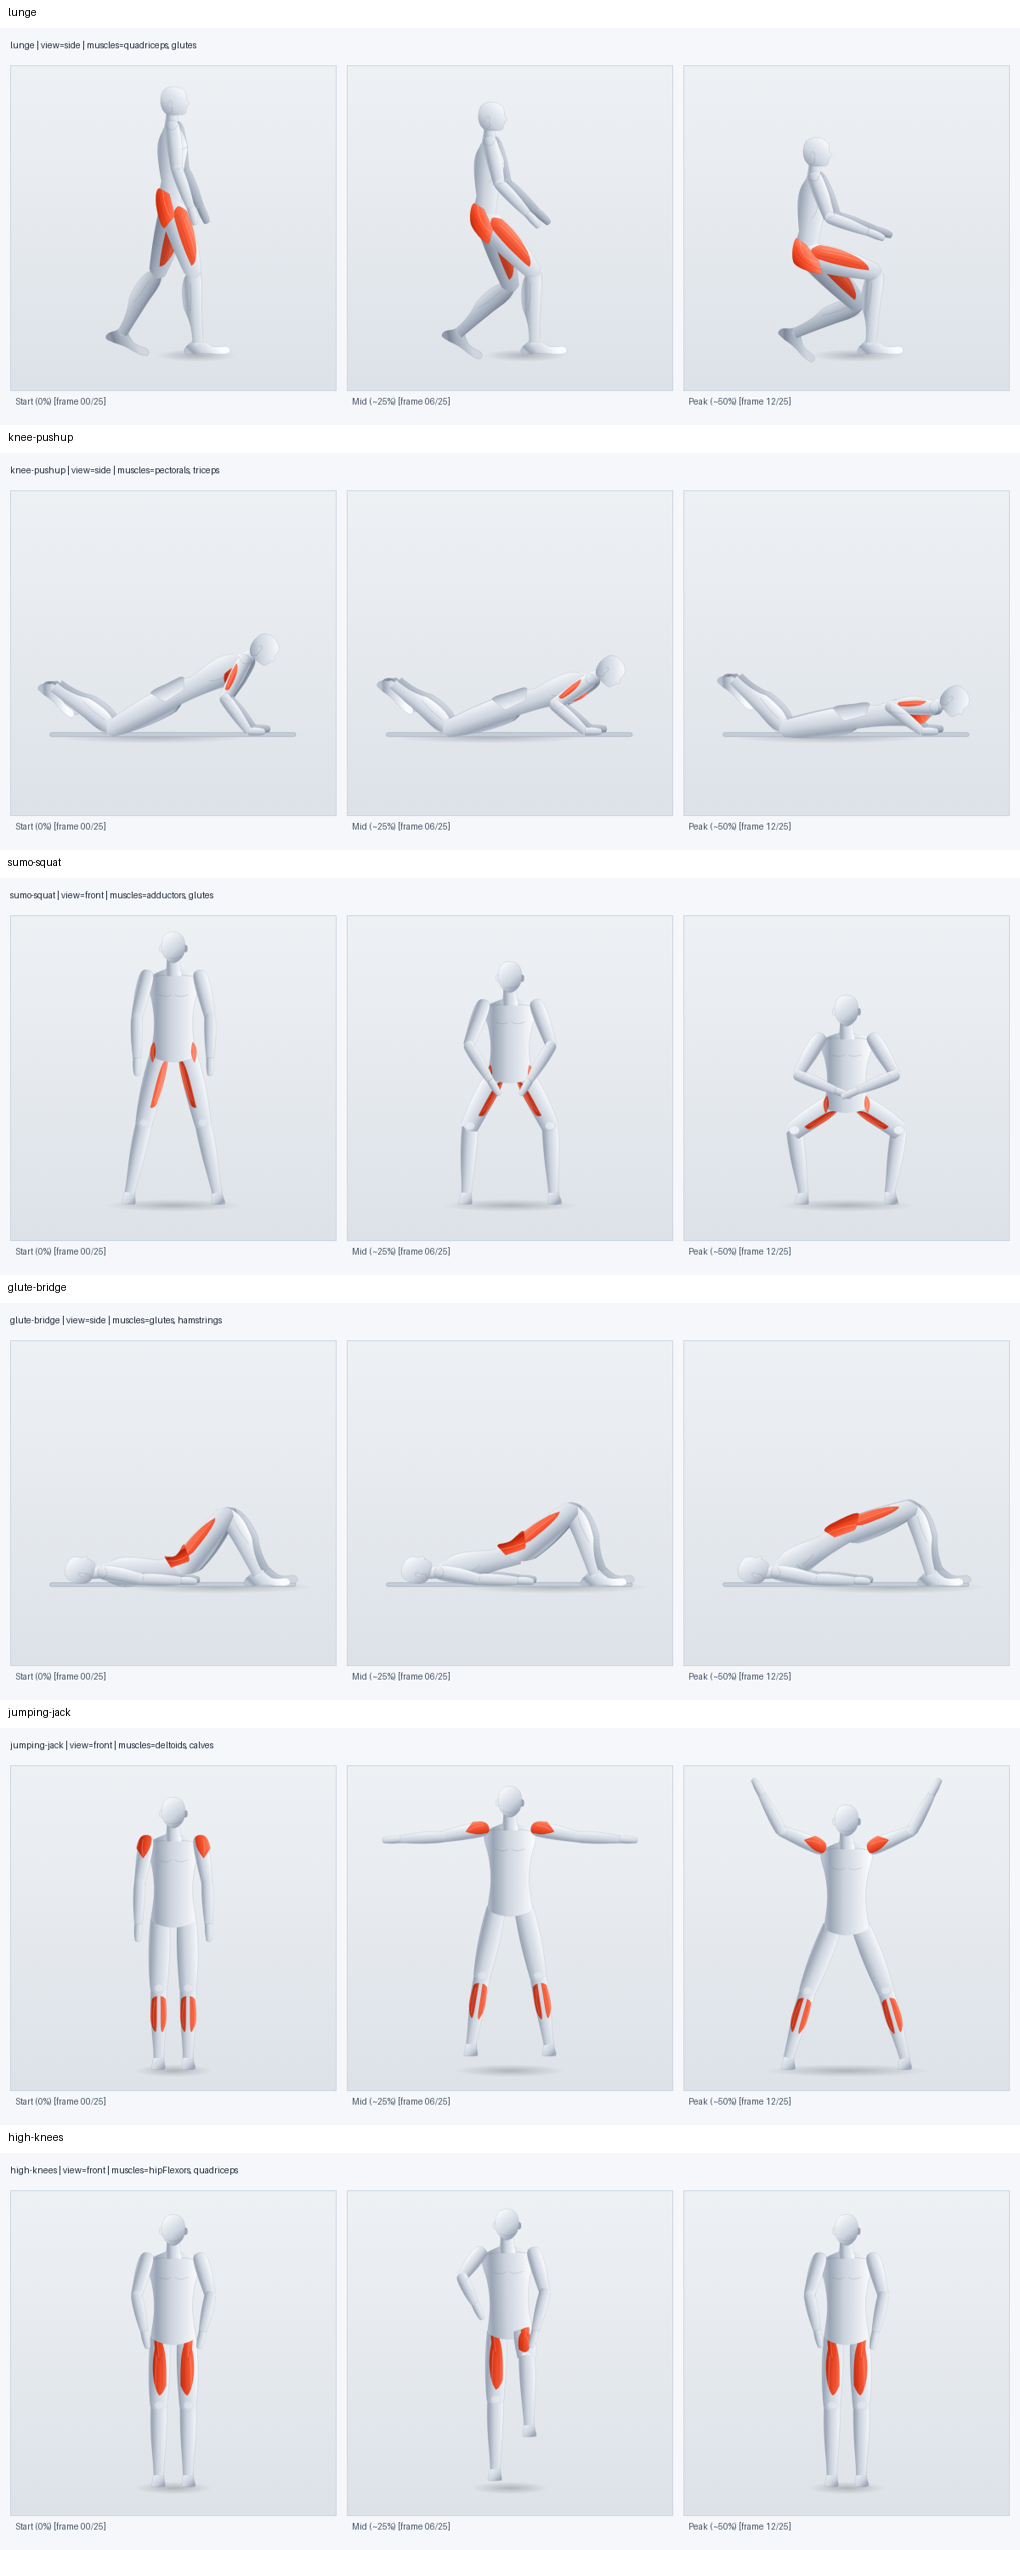 lunge
lunge | view=side | muscles=quadriceps, glutes
Start (0%) [frame 00/25]
Mid (~25%) [frame 06/25]
Peak (~50%) [frame 12/25]
knee-pushup
knee-pushup | view=side | muscles=pectorals, triceps
Start (0%) [frame 00/25]
Mid (~25%) [frame 06/25]
Peak (~50%) [frame 12/25]
sumo-squat
sumo-squat | view=front | muscles=adductors, glutes
Start (0%) [frame 00/25]
Mid (~25%) [frame 06/25]
Peak (~50%) [frame 12/25]
glute-bridge
glute-bridge | view=side | muscles=glutes, hamstrings
Start (0%) [frame 00/25]
Mid (~25%) [frame 06/25]
Peak (~50%) [frame 12/25]
jumping-jack
jumping-jack | view=front | muscles=deltoids, calves
Start (0%) [frame 00/25]
Mid (~25%) [frame 06/25]
Peak (~50%) [frame 12/25]
high-knees
high-knees | view=front | muscles=hipFlexors, quadriceps
Start (0%) [frame 00/25]
Mid (~25%) [frame 06/25]
Peak (~50%) [frame 12/25]